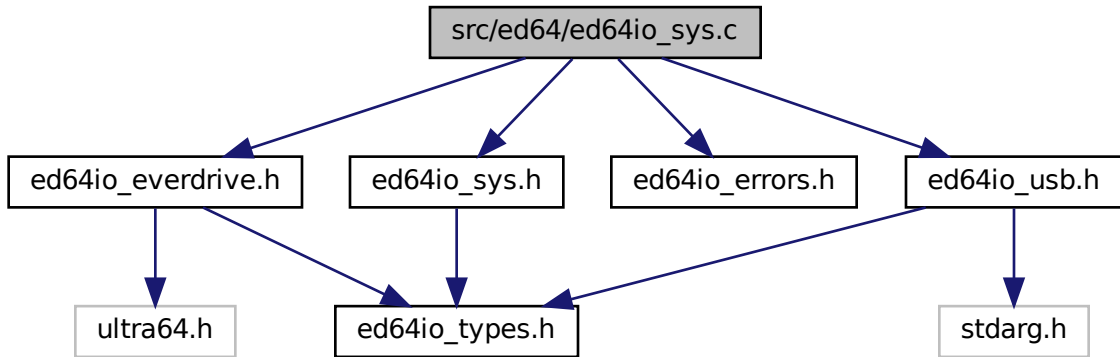 src/ed64/ed64io_sys.c
ed64io_everdrive.h
ed64io_sys.h
ed64io_errors.h
ed64io_usb.h
ultra64.h
ed64io_types.h
stdarg.h